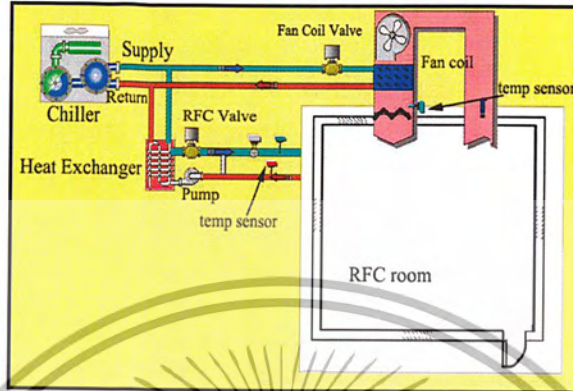 Fan Coil Valve
Supply
Fan coil
temp sensor
Return
Chiller
RFC Valve
Heat Exchanger
Pump
temp sensor
RFC room